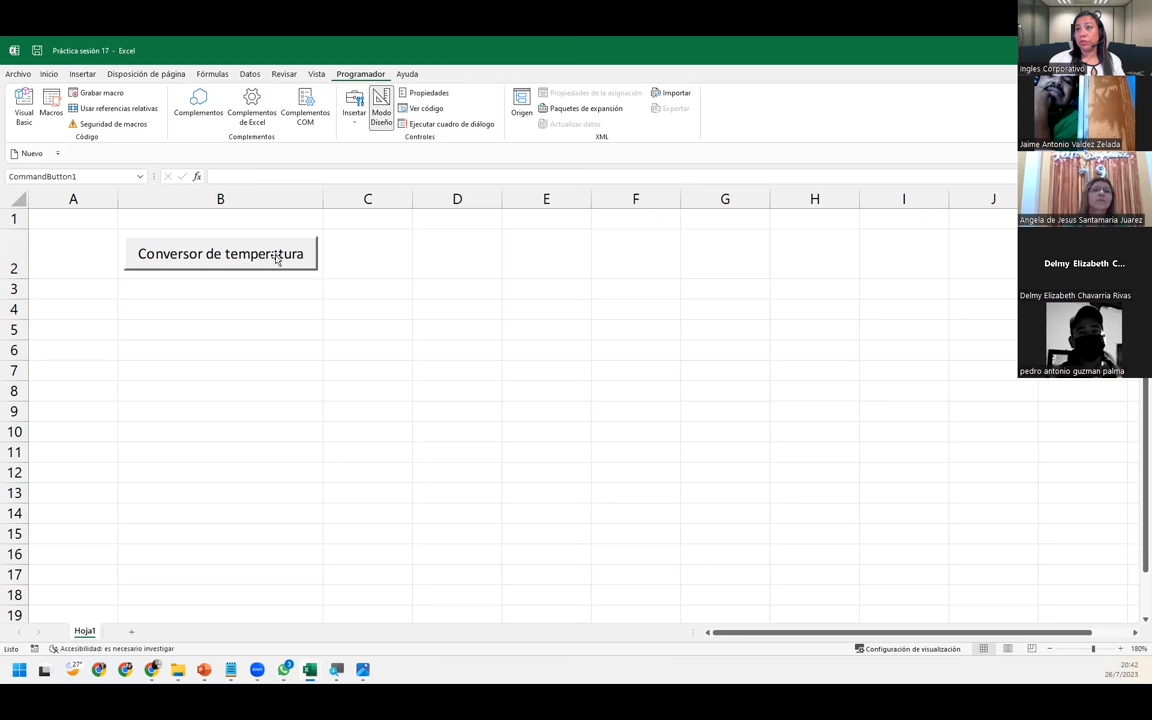 Práctica sesión 17 - Excel
Archivo Inicio Insertar Disposición de página Fórmulas Datos Revisar Vista Programador Ayuda
Visual Basic
Macros
Grabar macro
Usar referencias relativas
Seguridad de macros
Código
Complementos
Complementos de Excel
Complementos COM
Complementos
Insertar
Modo Diseño
Propiedades
Ver código
Ejecutar cuadro de diálogo
Controles
Origen
Propiedades de la asignación
Paquetes de expansión
Actualizar datos
Importar
Exportar
XML
Nuevo
CommandButton1
fx
A B C D E F G H I J
1
Conversor de temperatura
2
3
4
5
6
7
8
9
10
11
12
13
14
15
16
17
18
19
Hoja1
Listo
Accesibilidad: es necesario investigar
Configuración de visualización
180%
27°
20:42
26/7/2023
Ingles Corporativo
Jaime Antonio Valdez Zelada
Angela de Jesus Santamaría Juarez
Delmy Elizabeth C...
Delmy Elizabeth Chavarria Rivas
pedro antonio guzman palma